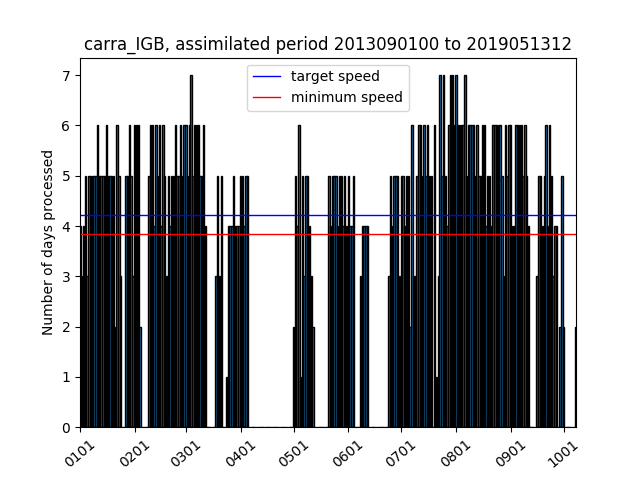 carra_IGB, assimilated period 2013090100 to 2019051312
target speed
minimum speed
Number of days processed
7
6
5
4
3
2
1
0
0101 0201 0301 0401 0501 0601 0701 0801 0901 1001